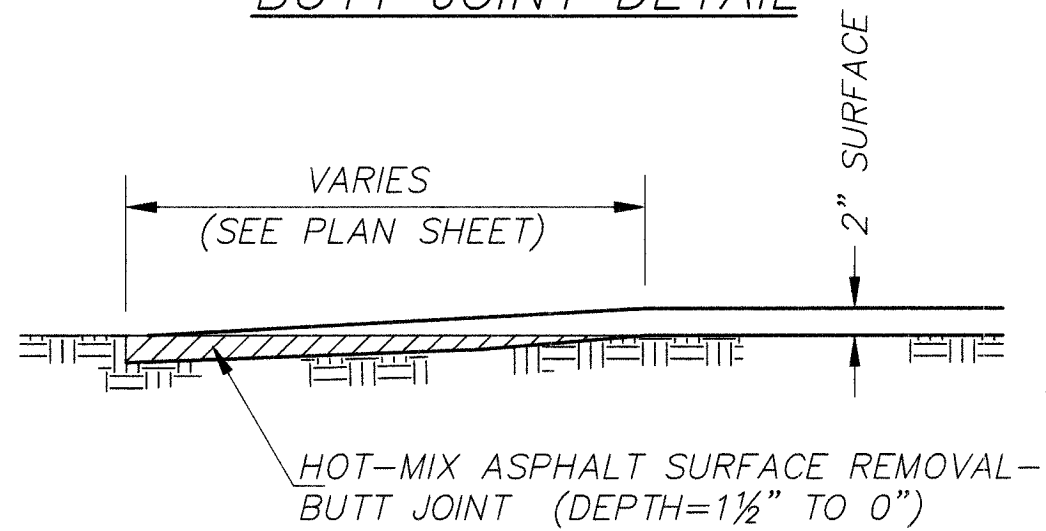 BUTT JOINT DETAIL
VARIES
(SEE PLAN SHEET)
2" SURFACE
HOT-MIX ASPHALT SURFACE REMOVAL-
BUTT JOINT (DEPTH=1½" TO 0")